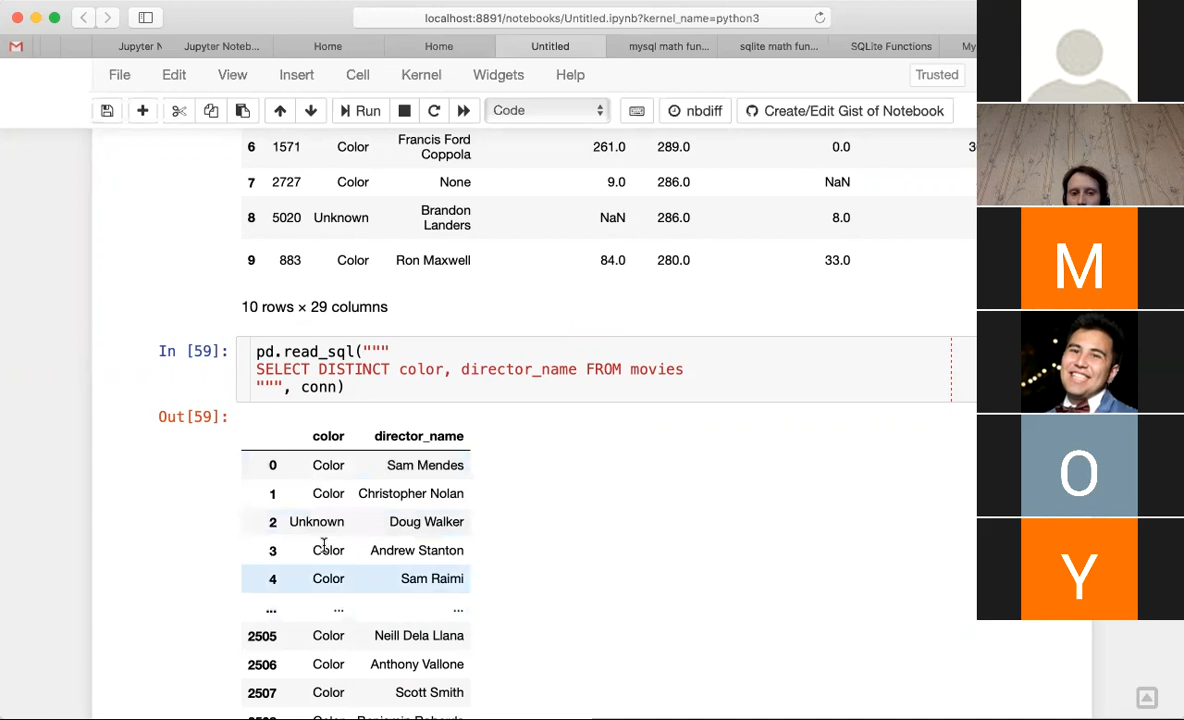 localhost:8891/notebooks/Untitled.ipynb?kernel_name=python3
Jupyter N
Jupyter Noteb...
Home
Home
Untitled
mysql math fun...
sqlite math fun...
SQLite Functions
My
File Edit View Insert Cell Kernel Widgets Help
Trusted
Run
Code
nbdiff
Create/Edit Gist of Notebook
6 1571 Color Francis Ford Coppola 261.0 289.0 0.0
7 2727 Color None 9.0 286.0 NaN
8 5020 Unknown Brandon Landers NaN 286.0 8.0
9 883 Color Ron Maxwell 84.0 280.0 33.0
10 rows × 29 columns
In [59]:
pd.read_sql("""
SELECT DISTINCT color, director_name FROM movies
""", conn)
Out[59]:
color director_name
0 Color Sam Mendes
1 Color Christopher Nolan
2 Unknown Doug Walker
3 Color Andrew Stanton
4 Color Sam Raimi
... ... ...
2505 Color Neill Dela Llana
2506 Color Anthony Vallone
2507 Color Scott Smith
M
O
Y